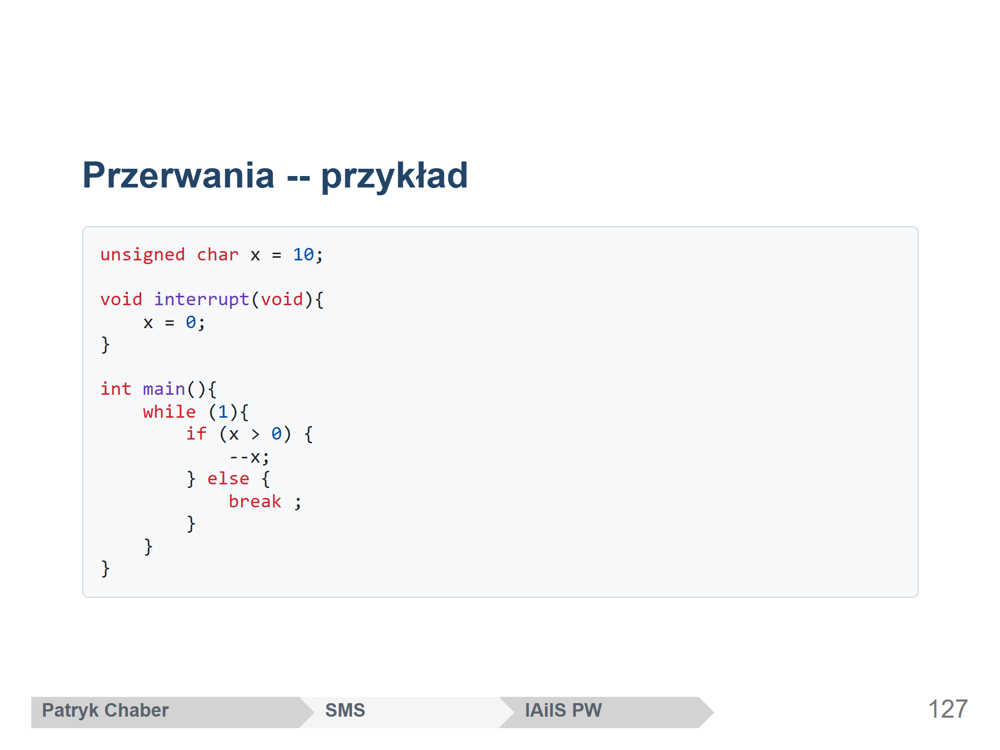 Przerwania -- przykład
unsigned char x = 10;
void interrupt(void){
    x = 0;
}
int main(){
    while (1){
        if (x > 0) {
            --x;
        } else {
            break ;
        }
    }
}
Patryk Chaber
SMS
IAiIS PW
127